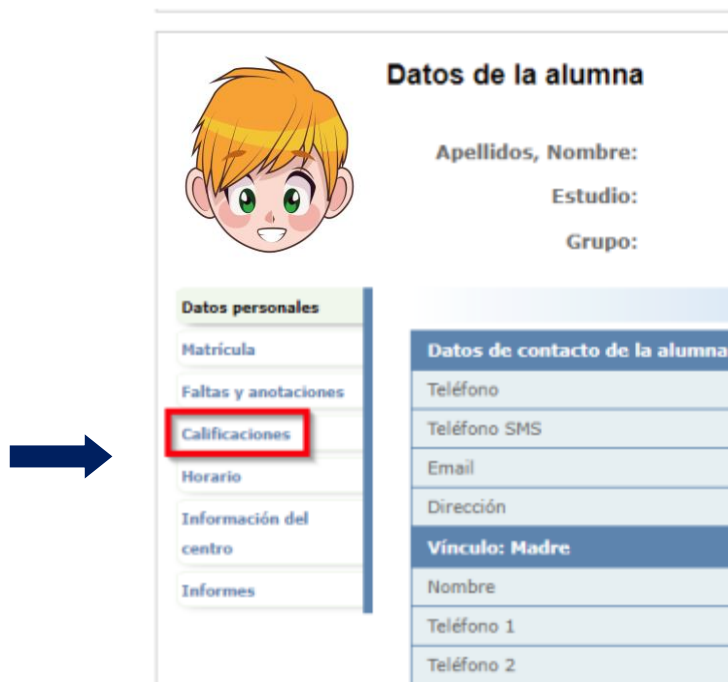 Datos de la alumna
Apellidos, Nombre:
Estudio:
Grupo:
Datos personales
Matrícula
Faltas y anotaciones
Calificaciones
Horario
Información del
centro
Informes
Datos de contacto de la alumna
Teléfono
Teléfono SMS
Email
Dirección
Vínculo: Madre
Nombre
Teléfono 1
Teléfono 2